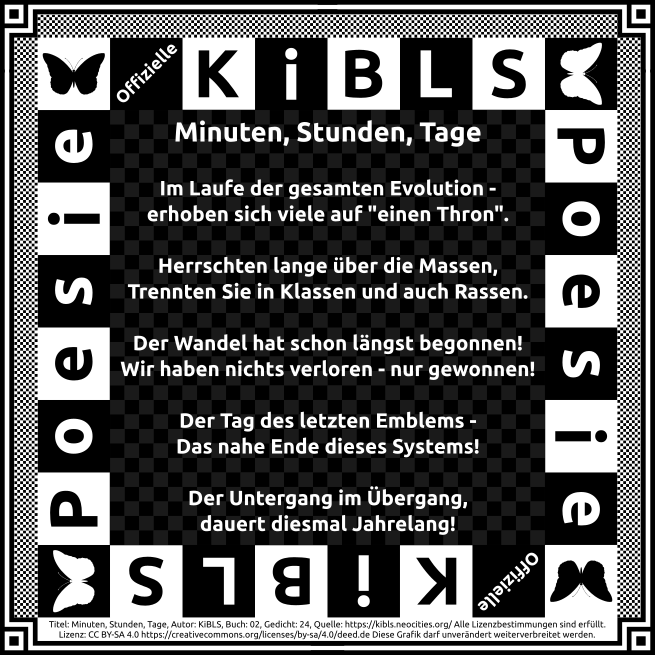 Offizielle KiBLS
Poesie
Poesie
Minuten, Stunden, Tage
Im Laufe der gesamten Evolution -
erhoben sich viele auf "einen Thron".
Herrschten lange über die Massen,
Trennten Sie in Klassen und auch Rassen.
Der Wandel hat schon längst begonnen!
Wir haben nichts verloren - nur gewonnen!
Der Tag des letzten Emblems -
Das nahe Ende dieses Systems!
Der Untergang im Übergang,
dauert diesmal Jahrelang!
Offizielle KiBLS
Titel: Minuten, Stunden, Tage, Autor: KiBLS, Buch: 02, Gedicht: 24, Quelle: https://kibls.neocities.org/ Alle Lizenzbestimmungen sind erfüllt.
Lizenz: CC BY-SA 4.0 https://creativecommons.org/licenses/by-sa/4.0/deed.de Diese Grafik darf unverändert weiterverbreitet werden.